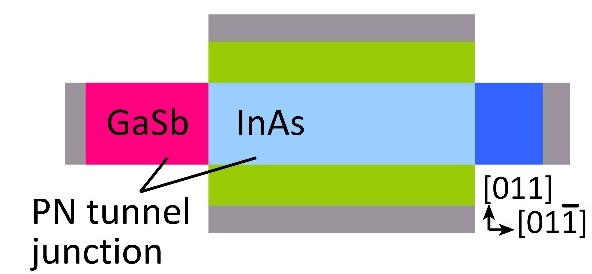 GaSb InAs
PN tunnel
junction
[011]
[011̅]